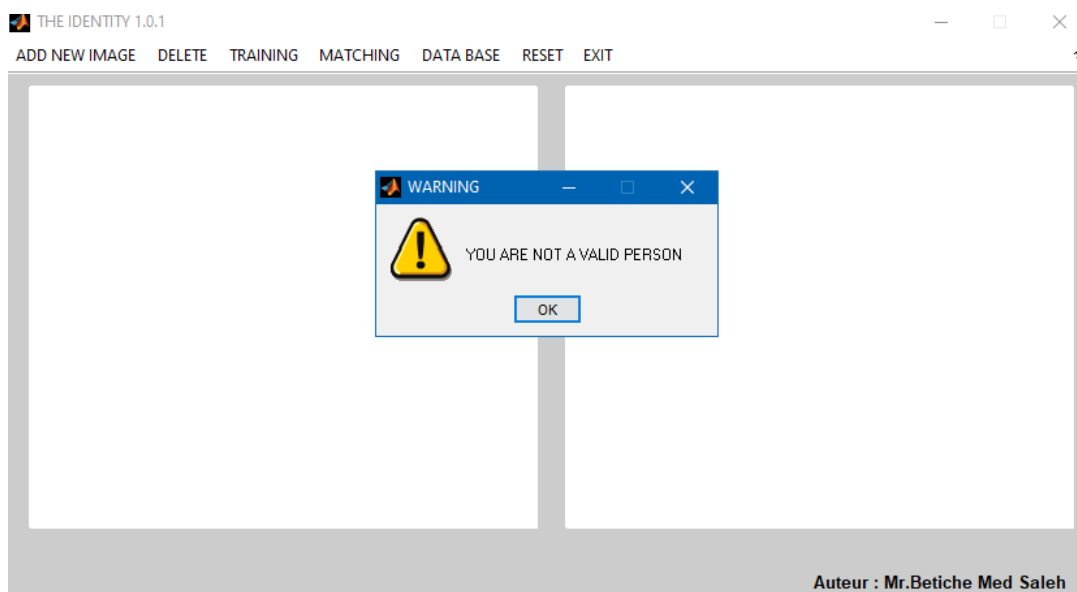 THE IDENTITY 1.0.1
ADD NEW IMAGE DELETE TRAINING MATCHING DATA BASE RESET EXIT
WARNING
YOU ARE NOT A VALID PERSON
OK
Auteur : Mr.Betiche Med Saleh